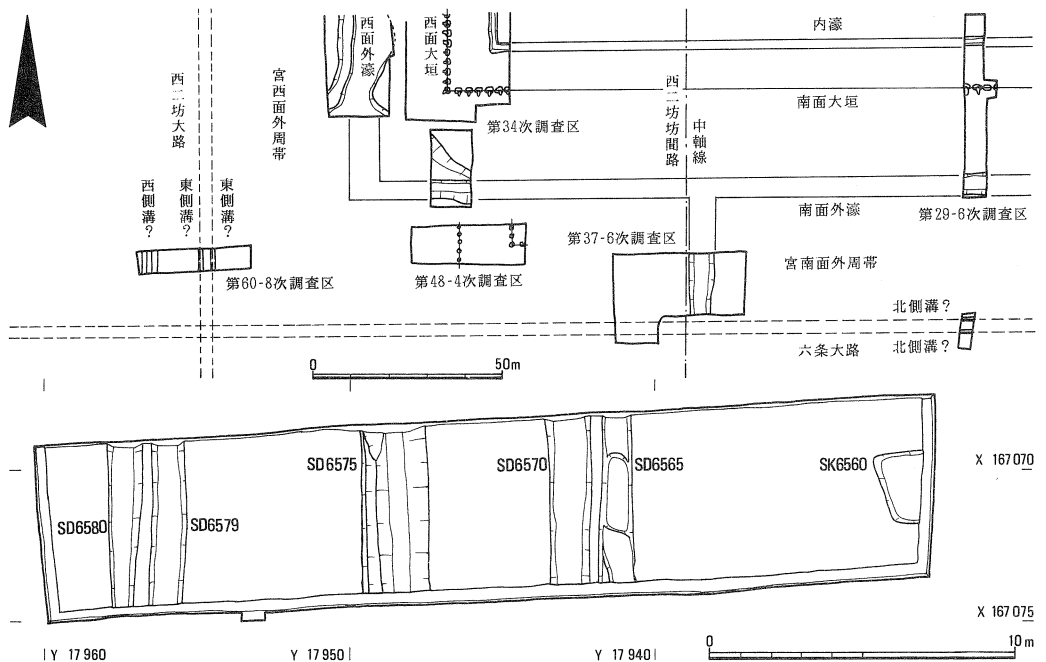 内濠
西面外濠
西面大垣
宮西面外周帯
西二坊大路
南面大垣
西二坊坊間路
中軸線
第34次調査区
西側溝?
東側溝?
東側溝?
南面外濠
第29-6次調査区
第37-6次調査区
宮南面外周帯
第60-8次調査区
第48-4次調査区
北側溝?
六条大路
北側溝?
0 50m
SD6575
SD6570
SD6565
SK6560
X 167070
SD6580
SD6579
X 167075
Y 17960
Y 17950
Y 17940
0 10m